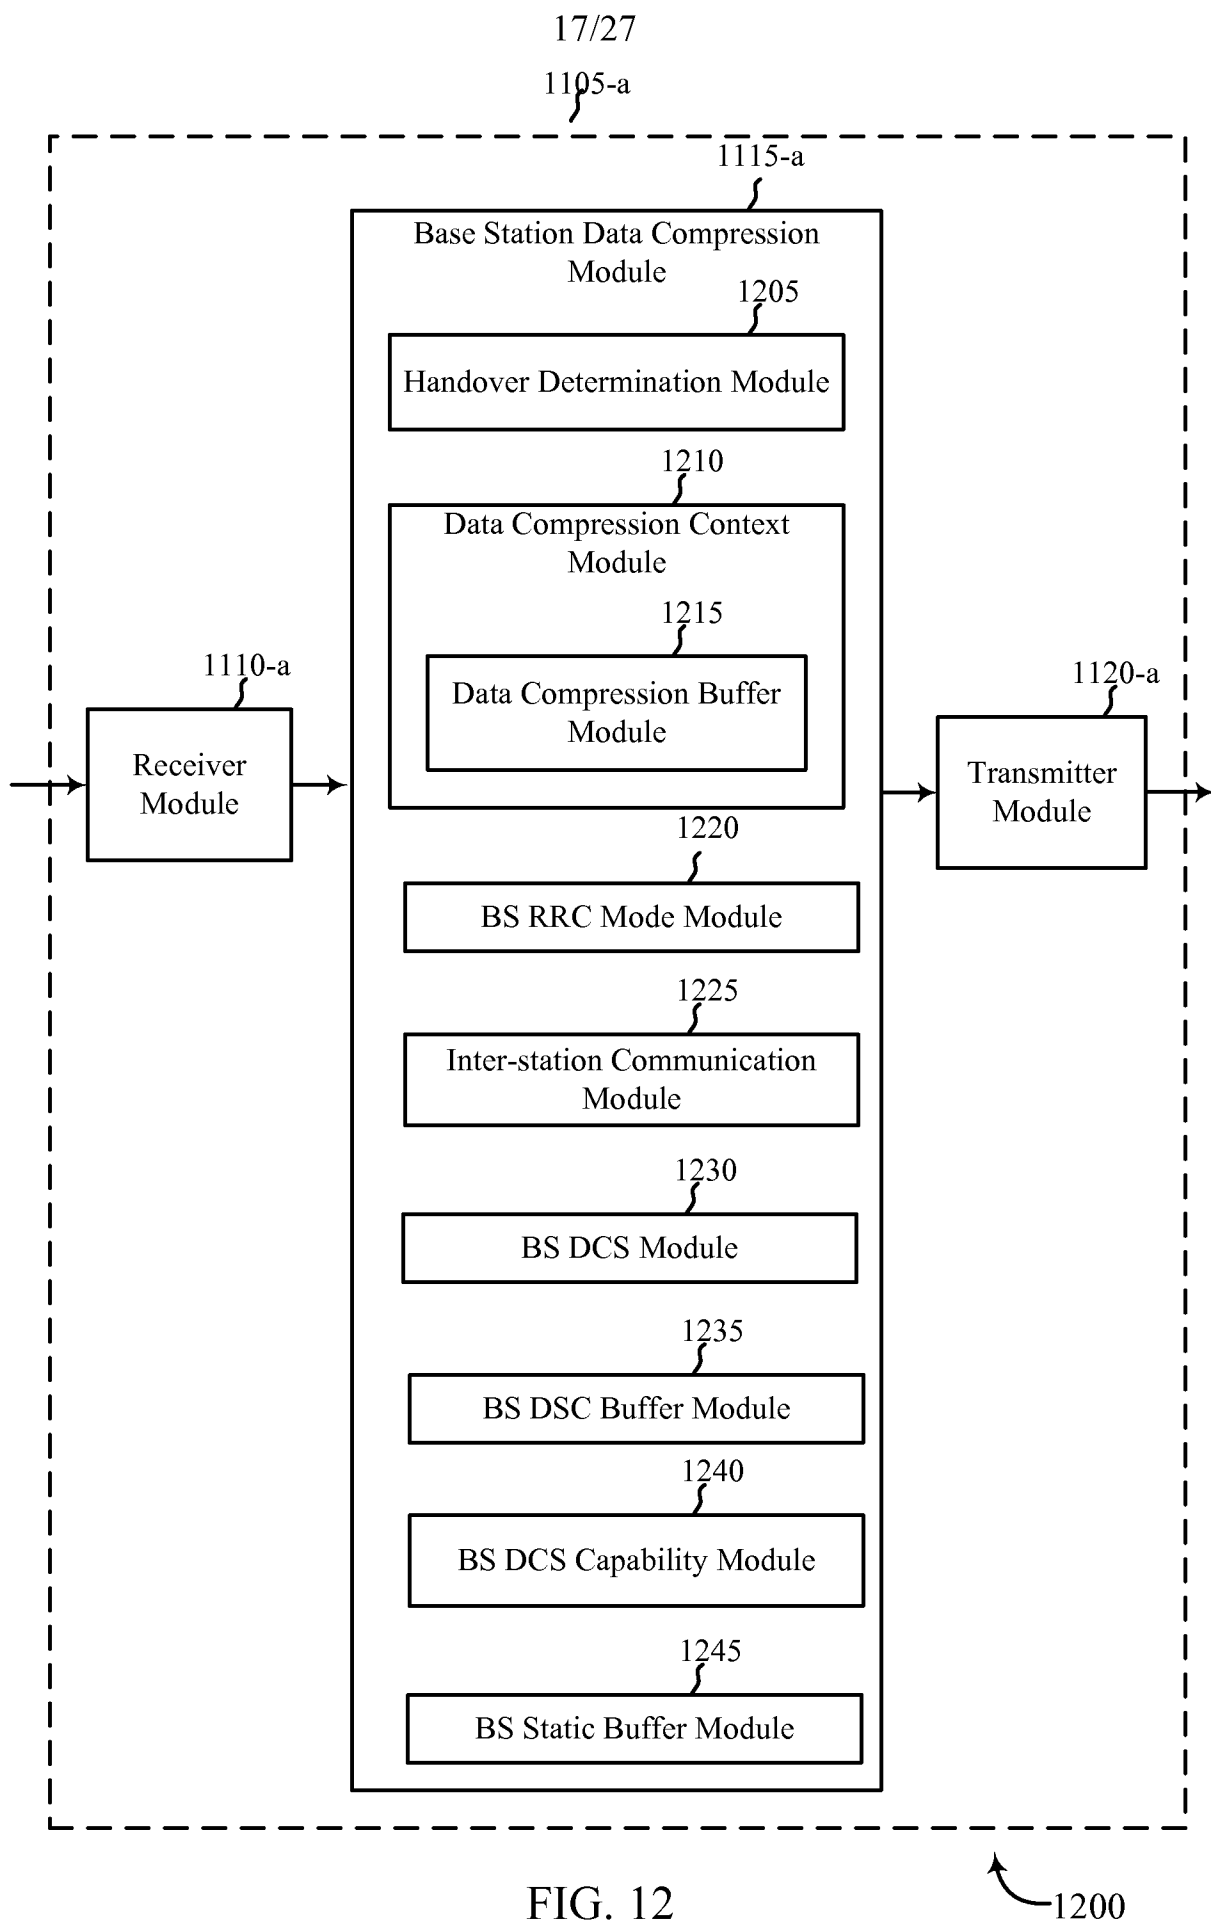 17/27
1105-a
1115-a
Base Station Data Compression
Module
1205
Handover Determination Module
1210
Data Compression Context
Module
1215
Data Compression Buffer
Module
1110-a
Receiver
Module
1120-a
Transmitter
Module
1220
BS RRC Mode Module
1225
Inter-station Communication
Module
1230
BS DCS Module
1235
BS DSC Buffer Module
1240
BS DCS Capability Module
1245
BS Static Buffer Module
FIG. 12
1200